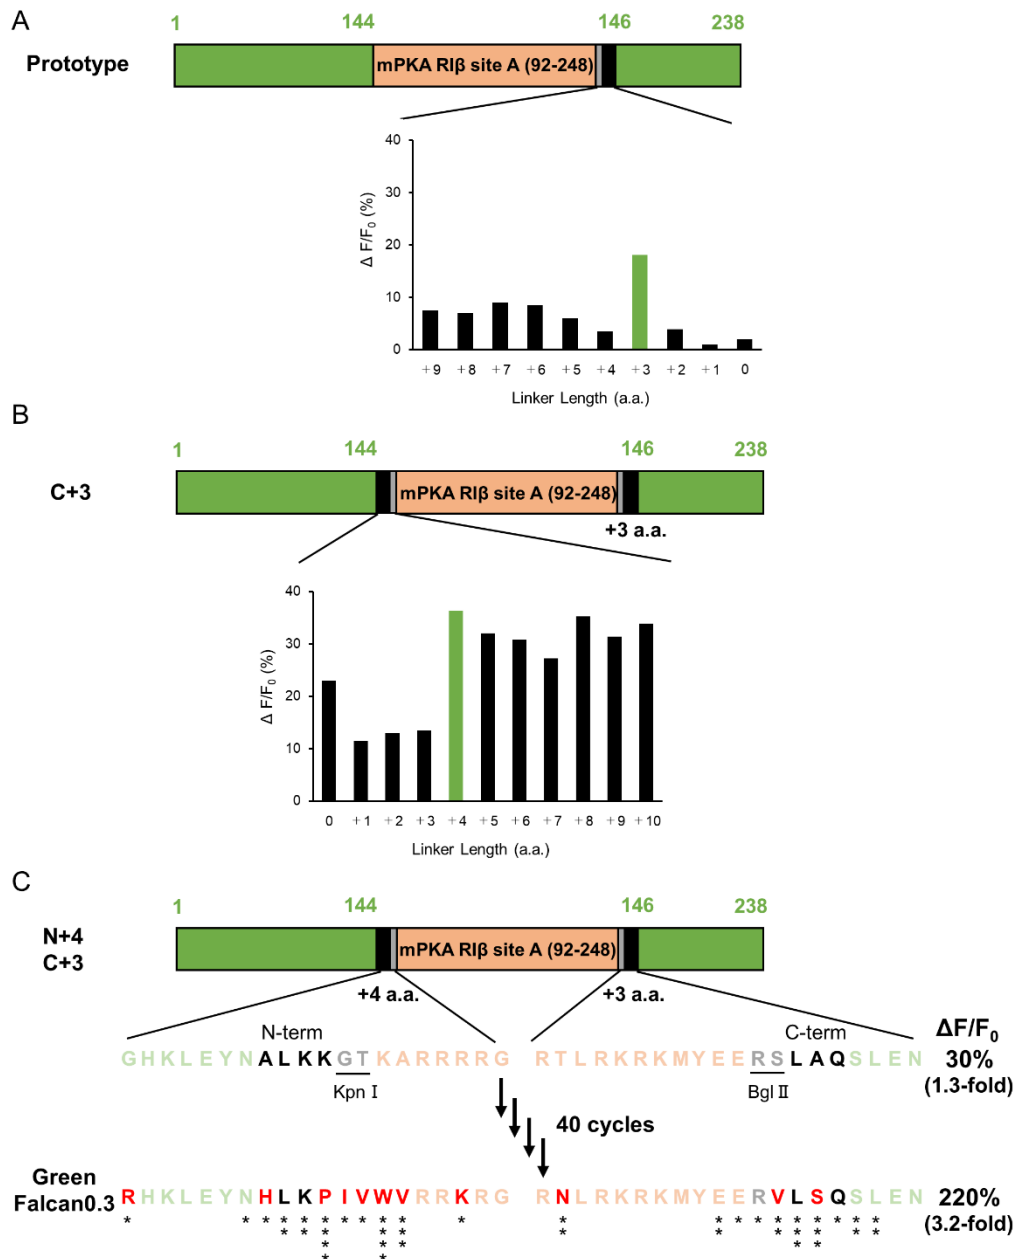 A
1 144 146 238
Prototype mPKA RIβ site A (92-248)
40
30
20
10
0
Δ F/F0 (%)
+9 +8 +7 +6 +5 +4 +3 +2 +1 0
Linker Length (a.a.)
B
1 144 146 238
C+3 mPKA RIβ site A (92-248)
+3 a.a.
40
30
20
10
0
Δ F/F0 (%)
0 +1 +2 +3 +4 +5 +6 +7 +8 +9 +10
Linker Length (a.a.)
C
1 144 146 238
N+4
C+3
mPKA RIβ site A (92-248)
+4 a.a. +3 a.a.
N-term C-term ΔF/F0
GHKLEYNALKKGTKARRRRG RTLRKRKMYEERSLAQSLEN 30%
(1.3-fold)
Kpn I Bgl II
40 cycles
Green
Falcan0.3
RHKLEYNHLKPIVWVRRKRG RNLRKRKMYEERVLSQSLEN 220%
(3.2-fold)
* * * * * * * * * * * * * * * * * * * * *
* * * * * * * * * * *
* * * *
* *